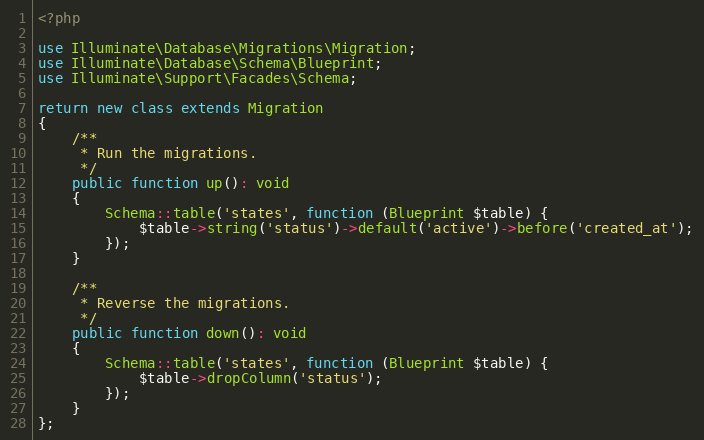 1 <?php
2
3 use Illuminate\Database\Migrations\Migration;
4 use Illuminate\Database\Schema\Blueprint;
5 use Illuminate\Support\Facades\Schema;
6
7 return new class extends Migration
8 {
9     /**
10      * Run the migrations.
11      */
12     public function up(): void
13     {
14         Schema::table('states', function (Blueprint $table) {
15             $table->string('status')->default('active')->before('created_at');
16         });
17     }
18
19     /**
20      * Reverse the migrations.
21      */
22     public function down(): void
23     {
24         Schema::table('states', function (Blueprint $table) {
25             $table->dropColumn('status');
26         });
27     }
28 };